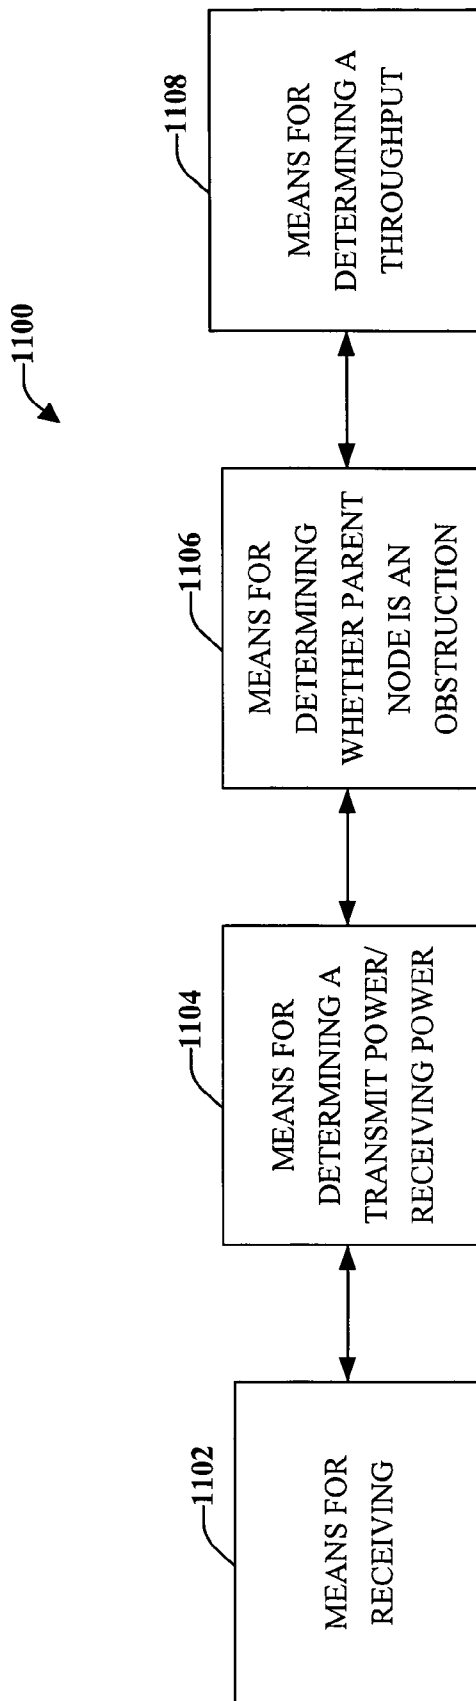 1100
1102
MEANS FOR
RECEIVING
1104
MEANS FOR
DETERMINING A
TRANSMIT POWER/
RECEIVING POWER
1106
MEANS FOR
DETERMINING
WHETHER PARENT
NODE IS AN
OBSTRUCTION
1108
MEANS FOR
DETERMINING A
THROUGHPUT